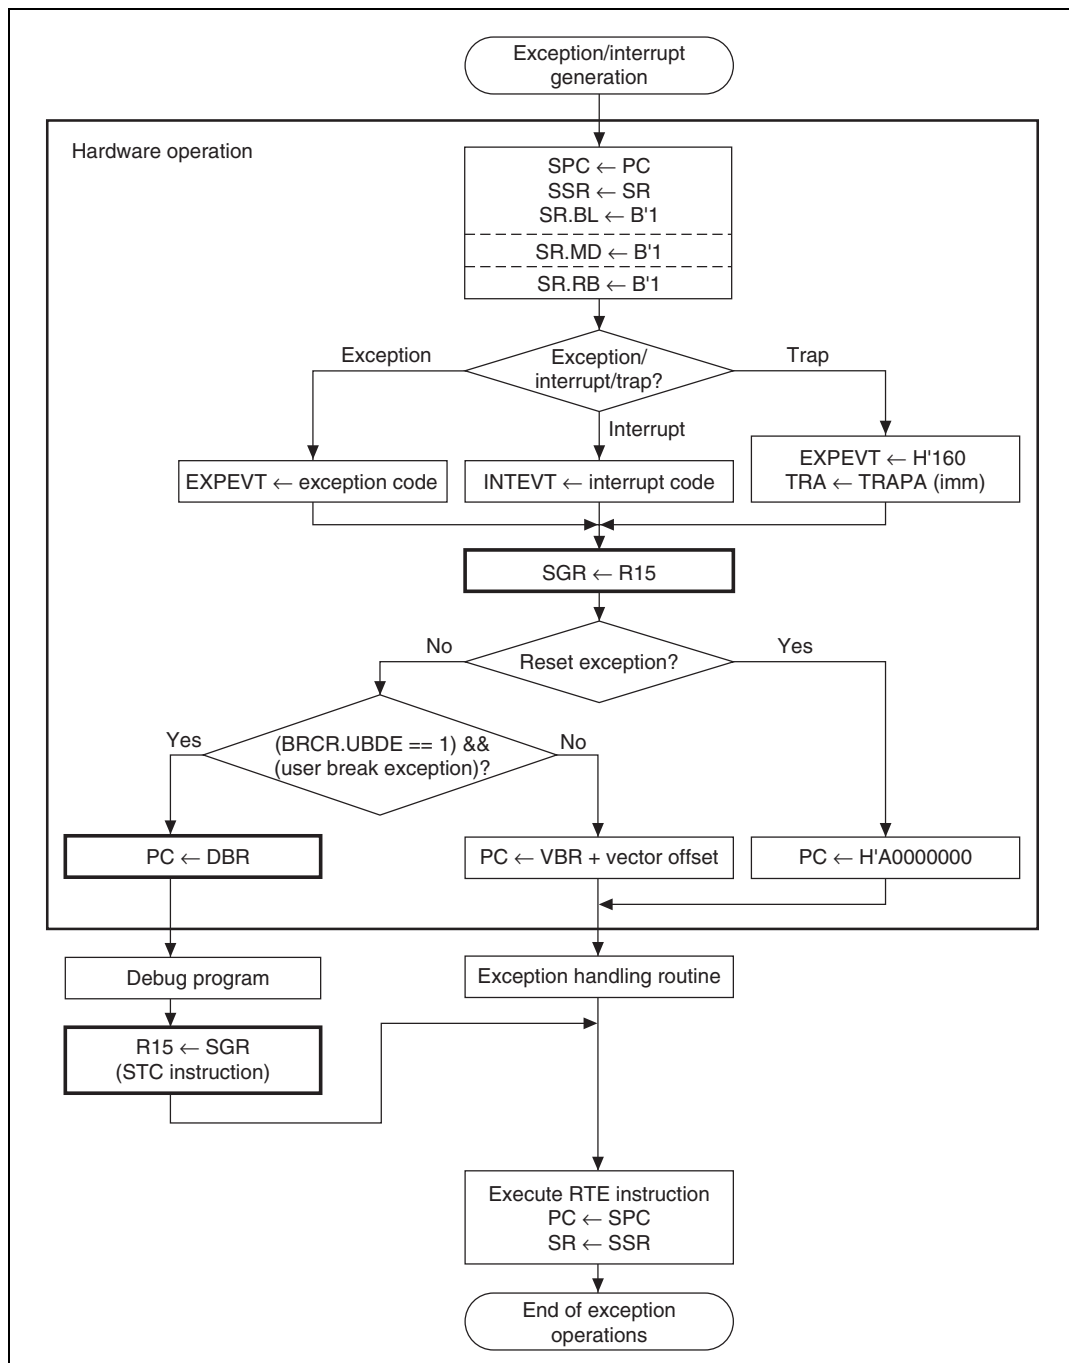 Exception/interrupt
generation
Hardware operation
SPC ← PC
SSR ← SR
SR.BL ← B'1
SR.MD ← B'1
SR.RB ← B'1
Exception
Exception/
interrupt/trap?
Trap
Interrupt
EXPEVT ← exception code
INTEVT ← interrupt code
EXPEVT ← H'160
TRA ← TRAPA (imm)
SGR ← R15
No
Reset exception?
Yes
Yes
(BRCR.UBDE == 1) &&
(user break exception)?
No
PC ← DBR
PC ← VBR + vector offset
PC ← H'A0000000
Debug program
Exception handling routine
R15 ← SGR
(STC instruction)
Execute RTE instruction
PC ← SPC
SR ← SSR
End of exception
operations